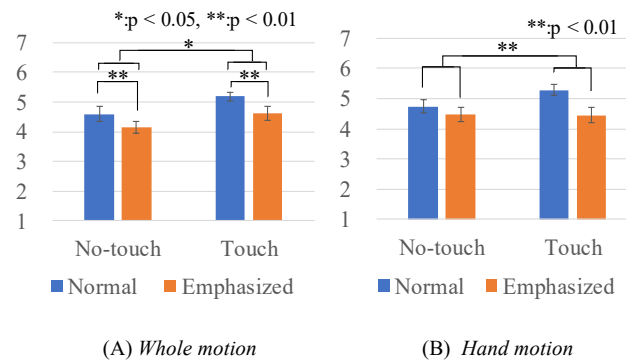 *:p < 0.05, **:p < 0.01
7
6
5
4
3
2
1
*
**
**
No-touch Touch
Normal Emphasized
(A) Whole motion
**:p < 0.01
7
6
5
4
3
2
1
**
No-touch Touch
Normal Emphasized
(B) Hand motion